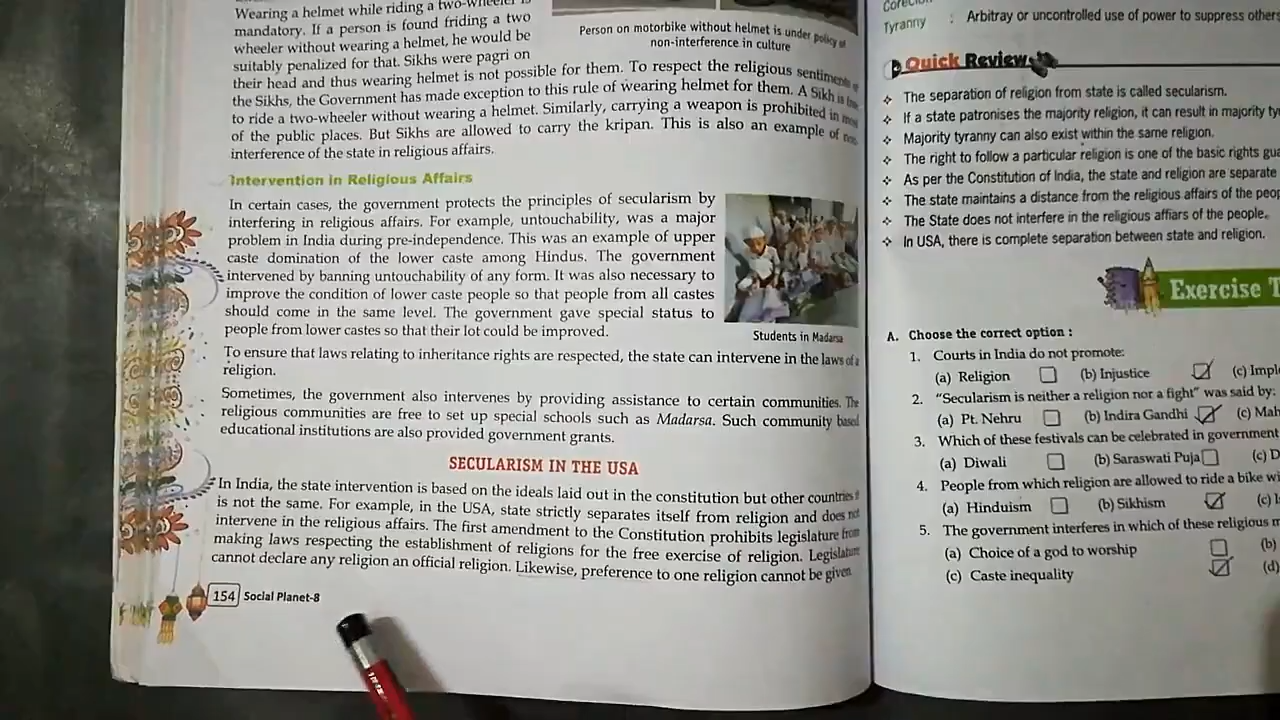 Wearing a helmet while riding a two-wheeler is
mandatory. If a person is found friding a two
wheeler without wearing a helmet, he would be
suitably penalized for that. Sikhs were pagri on
their head and thus wearing helmet is not possible for them. To respect the religious sentiments of
the Sikhs, the Government has made exception to this rule of wearing helmet for them. A Sikh is
to ride a two-wheeler without wearing a helmet. Similarly, carrying a weapon is prohibited in most
of the public places. But Sikhs are allowed to carry the kripan. This is also an example of non-
interference of the state in religious affairs.
Person on motorbike without helmet is under policy of
non-interference in culture
Intervention in Religious Affairs
In certain cases, the government protects the principles of secularism by
interfering in religious affairs. For example, untouchability, was a major
problem in India during pre-independence. This was an example of upper
caste domination of the lower caste among Hindus. The government
intervened by banning untouchability of any form. It was also necessary to
improve the condition of lower caste people so that people from all castes
should come in the same level. The government gave special status to
people from lower castes so that their lot could be improved.
Students in Madarsa
To ensure that laws relating to inheritance rights are respected, the state can intervene in the laws of a
religion.
Sometimes, the government also intervenes by providing assistance to certain communities. The
religious communities are free to set up special schools such as Madarsa. Such community based
educational institutions are also provided government grants.
SECULARISM IN THE USA
In India, the state intervention is based on the ideals laid out in the constitution but other countries it
is not the same. For example, in the USA, state strictly separates itself from religion and does not
intervene in the religious affairs. The first amendment to the Constitution prohibits legislature from
making laws respecting the establishment of religions for the free exercise of religion. Legislature
cannot declare any religion an official religion. Likewise, preference to one religion cannot be given
154 Social Planet-8
Tyranny : Arbitray or uncontrolled use of power to suppress others
Quick Review
❖ The separation of religion from state is called secularism.
❖ If a state patronises the majority religion, it can result in majority ty
❖ Majority tyranny can also exist within the same religion.
❖ The right to follow a particular religion is one of the basic rights gua
❖ As per the Constitution of India, the state and religion are separate
❖ The state maintains a distance from the religious affairs of the peop
❖ The State does not interfere in the religious affiars of the people.
❖ In USA, there is complete separation between state and religion.
Exercise T
A. Choose the correct option :
1. Courts in India do not promote:
(a) Religion (b) Injustice (c) Impl
2. "Secularism is neither a religion nor a fight" was said by:
(a) Pt. Nehru (b) Indira Gandhi (c) Mah
3. Which of these festivals can be celebrated in government
(a) Diwali (b) Saraswati Puja (c) D
4. People from which religion are allowed to ride a bike wi
(a) Hinduism (b) Sikhism (c)
5. The government interferes in which of these religious m
(a) Choice of a god to worship (b)
(c) Caste inequality (d)